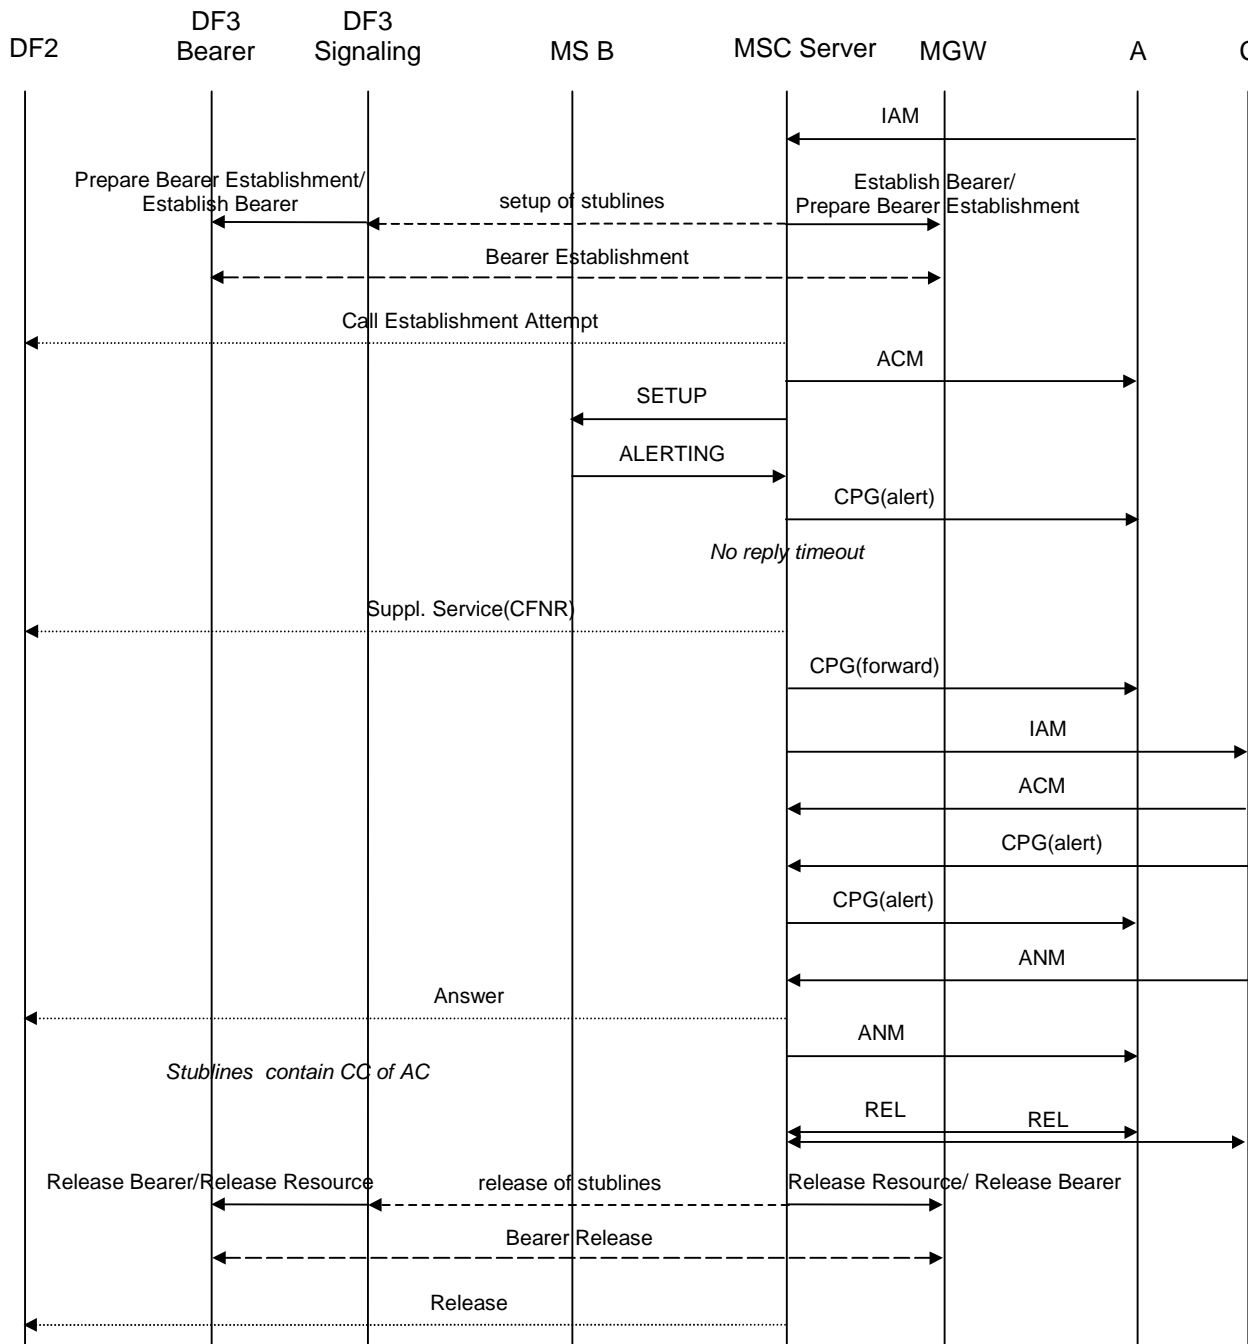 DF2
DF3
Bearer
DF3
Signaling
MS B
MSC Server
MGW
A
IAM
Prepare Bearer Establishment/
Establish Bearer
setup of stublines
Establish Bearer/
Prepare Bearer Establishment
Bearer Establishment
Call Establishment Attempt
ACM
SETUP
ALERTING
CPG(alert)
No reply timeout
Suppl. Service(CFNR)
CPG(forward)
IAM
ACM
CPG(alert)
CPG(alert)
ANM
Answer
ANM
Stublines contain CC of AC
REL
REL
Release Bearer/Release Resource
release of stublines
Release Resource/ Release Bearer
Bearer Release
Release